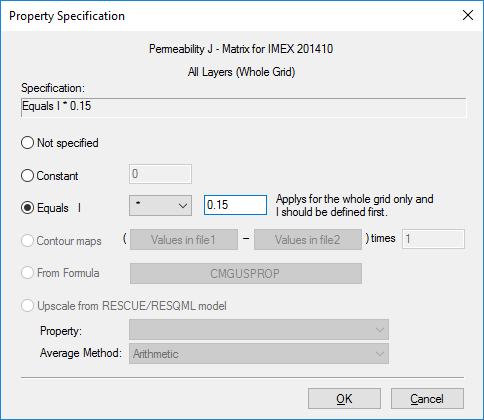 Property Specification
Permeability J - Matrix for IMEX 201410
All Layers (Whole Grid)
Specification:
Equals I * 0.15
Not specified
Constant 0
Equals I * 0.15 Applys for the whole grid only and
I should be defined first.
Contour maps ( Values in file1 – Values in file2 ) times 1
From Formula CMGUSPROP
Upscale from RESCUE/RESQML model
Property:
Average Method: Arithmetic
OK Cancel